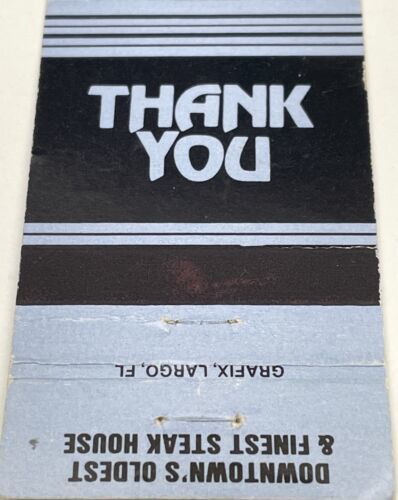 THANK
YOU
GRAFIX, LARGO, FL
DOWNTOWN'S OLDEST
& FINEST STEAK HOUSE